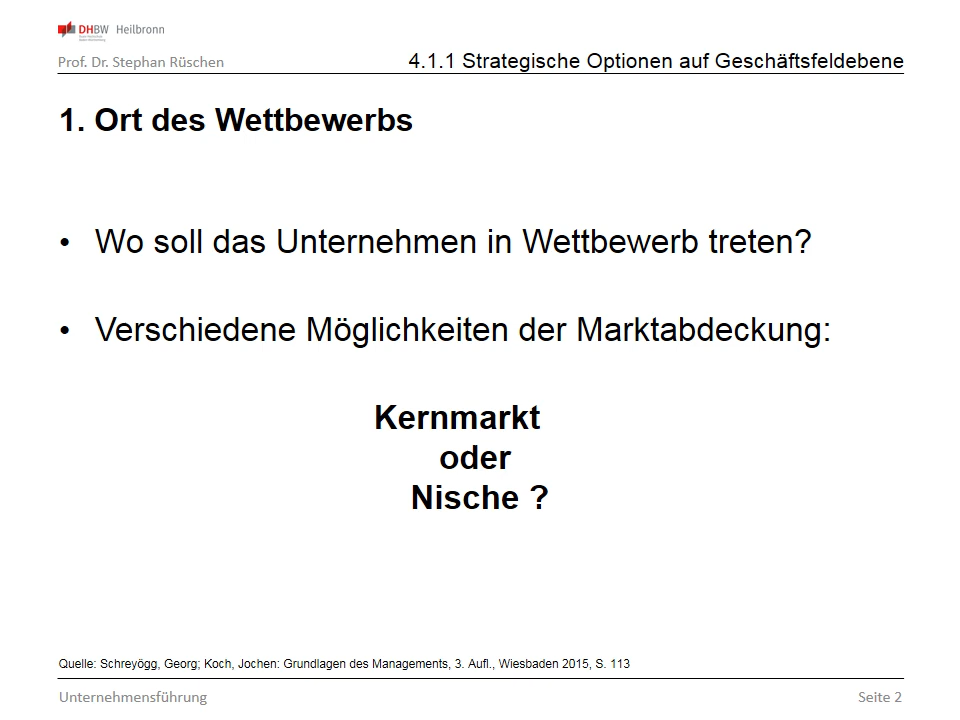 DHBW Heilbronn
Prof. Dr. Stephan Rüschen
4.1.1 Strategische Optionen auf Geschäftsfeldebene
1. Ort des Wettbewerbs
• Wo soll das Unternehmen in Wettbewerb treten?
• Verschiedene Möglichkeiten der Marktabdeckung:
Kernmarkt
oder
Nische ?
Quelle: Schreyögg, Georg; Koch, Jochen: Grundlagen des Managements, 3. Aufl., Wiesbaden 2015, S. 113
Unternehmensführung
Seite 2